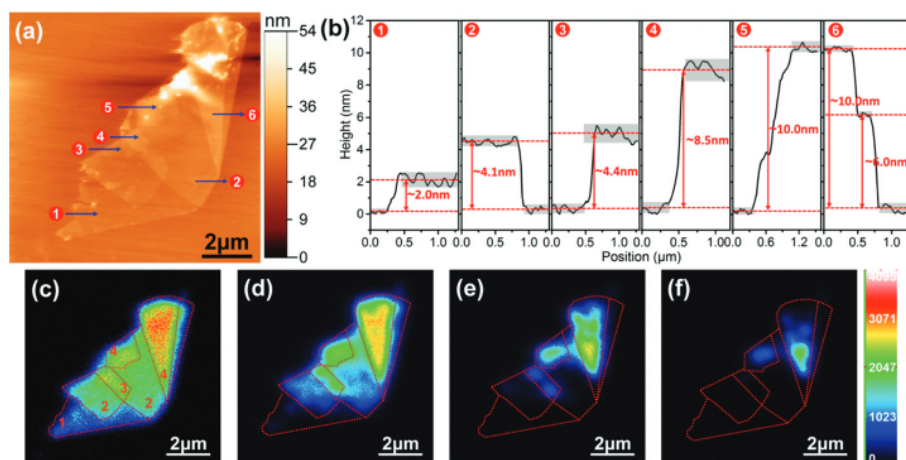 (a)
nm
54
45
36
27
18
9
0
5
4
3
6
2
1
2μm
(b)
1 2 3 4 5 6
Height (nm)
12
10
8
6
4
2
0
~2.0nm
~4.1nm
~4.4nm
~8.5nm
~10.0nm
~10.0nm
~6.0nm
0.0 0.5 1.0 0.0 0.5 1.0 0.0 0.5 1.0 0.0 0.5 1.0 0.0 0.6 1.2 0.0 0.5 1.0
Position (μm)
(c)
4
3
4
2
2
1
2μm
(d)
2μm
(e)
2μm
(f)
2μm
4095
3071
2047
1023
0